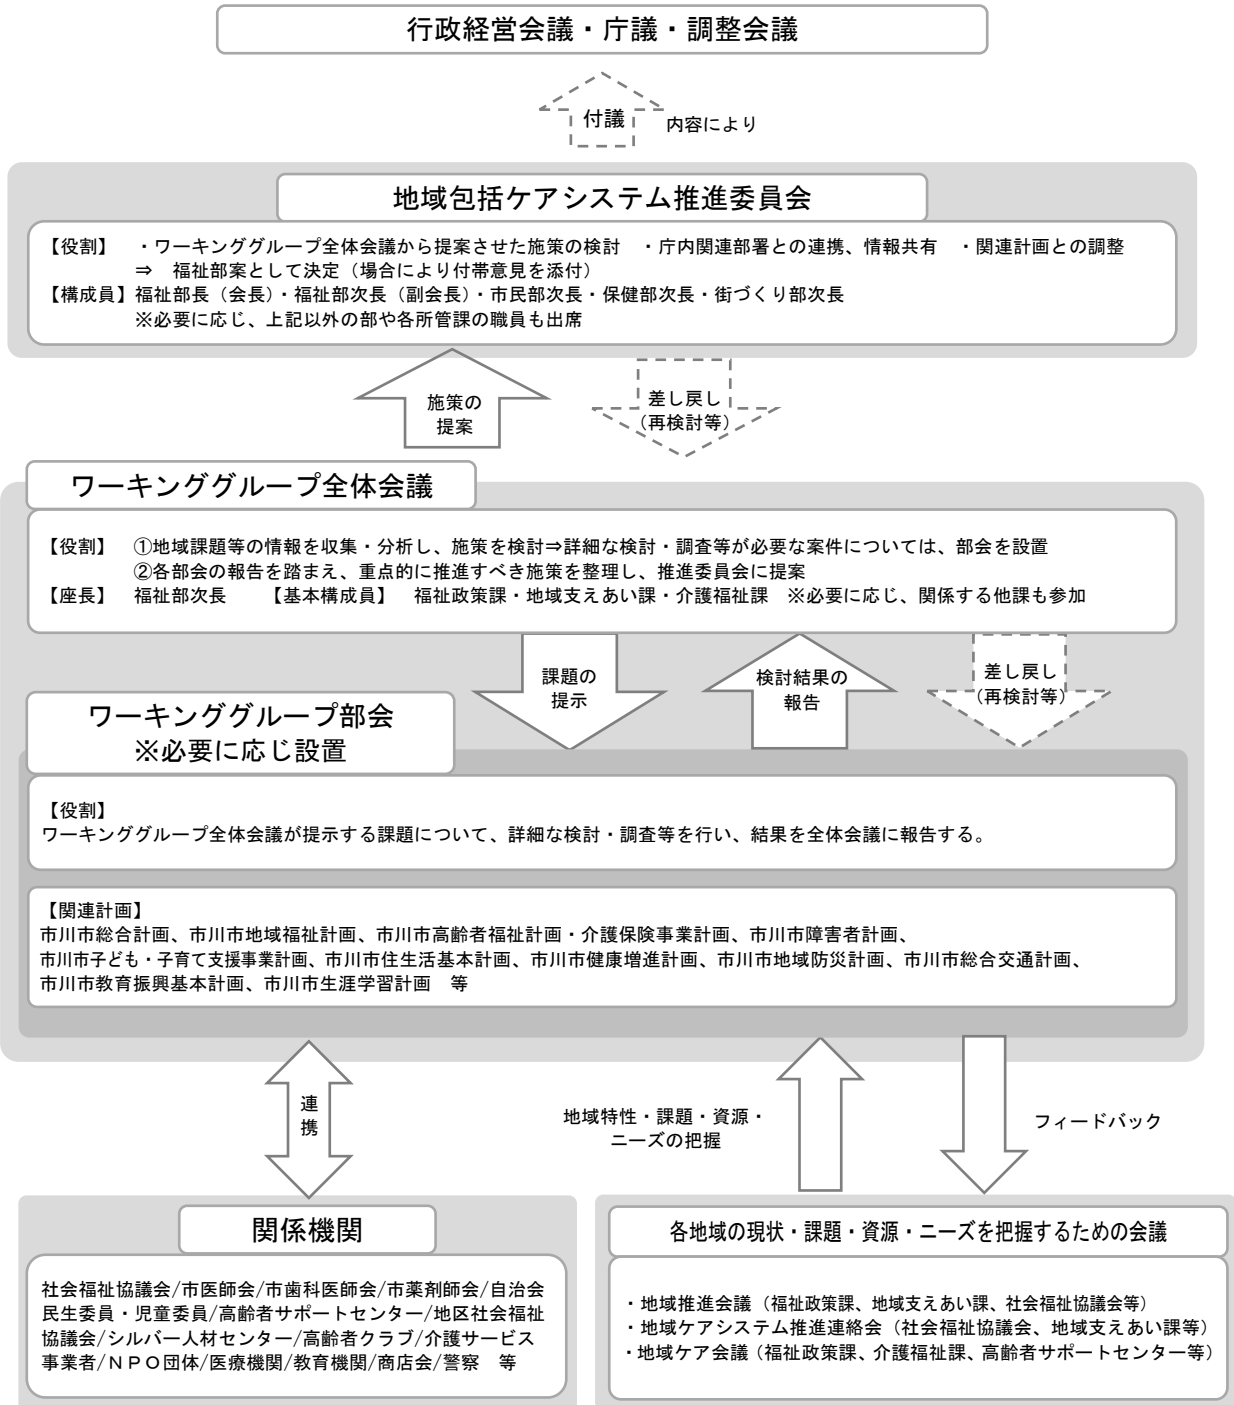 行政経営会議・庁議・調整会議
付議
内容により
地域包括ケアシステム推進委員会
【役割】　・ワーキンググループ全体会議から提案させた施策の検討　・庁内関連部署との連携、情報共有　・関連計画との調整
⇒　福祉部案として決定（場合により付帯意見を添付）
【構成員】福祉部長（会長）・福祉部次長（副会長）・市民部次長・保健部次長・街づくり部次長
※必要に応じ、上記以外の部や各所管課の職員も出席
施策の
提案
差し戻し
（再検討等）
ワーキンググループ全体会議
【役割】　①地域課題等の情報を収集・分析し、施策を検討⇒詳細な検討・調査等が必要な案件については、部会を設置
②各部会の報告を踏まえ、重点的に推進すべき施策を整理し、推進委員会に提案
【座長】　福祉部次長　　【基本構成員】　福祉政策課・地域支えあい課・介護福祉課　※必要に応じ、関係する他課も参加
課題の
提示
検討結果の
報告
差し戻し
（再検討等）
ワーキンググループ部会
※必要に応じ設置
【役割】
ワーキンググループ全体会議が提示する課題について、詳細な検討・調査等を行い、結果を全体会議に報告する。
【関連計画】
市川市総合計画、市川市地域福祉計画、市川市高齢者福祉計画・介護保険事業計画、市川市障害者計画、
市川市子ども・子育て支援事業計画、市川市住生活基本計画、市川市健康増進計画、市川市地域防災計画、市川市総合交通計画、
市川市教育振興基本計画、市川市生涯学習計画　等
連
携
地域特性・課題・資源・
ニーズの把握
フィードバック
関係機関
社会福祉協議会/市医師会/市歯科医師会/市薬剤師会/自治会
民生委員・児童委員/高齢者サポートセンター/地区社会福祉
協議会/シルバー人材センター/高齢者クラブ/介護サービス
事業者/ＮＰＯ団体/医療機関/教育機関/商店会/警察　等
各地域の現状・課題・資源・ニーズを把握するための会議
・地域推進会議（福祉政策課、地域支えあい課、社会福祉協議会等）
・地域ケアシステム推進連絡会（社会福祉協議会、地域支えあい課等）
・地域ケア会議（福祉政策課、介護福祉課、高齢者サポートセンター等）